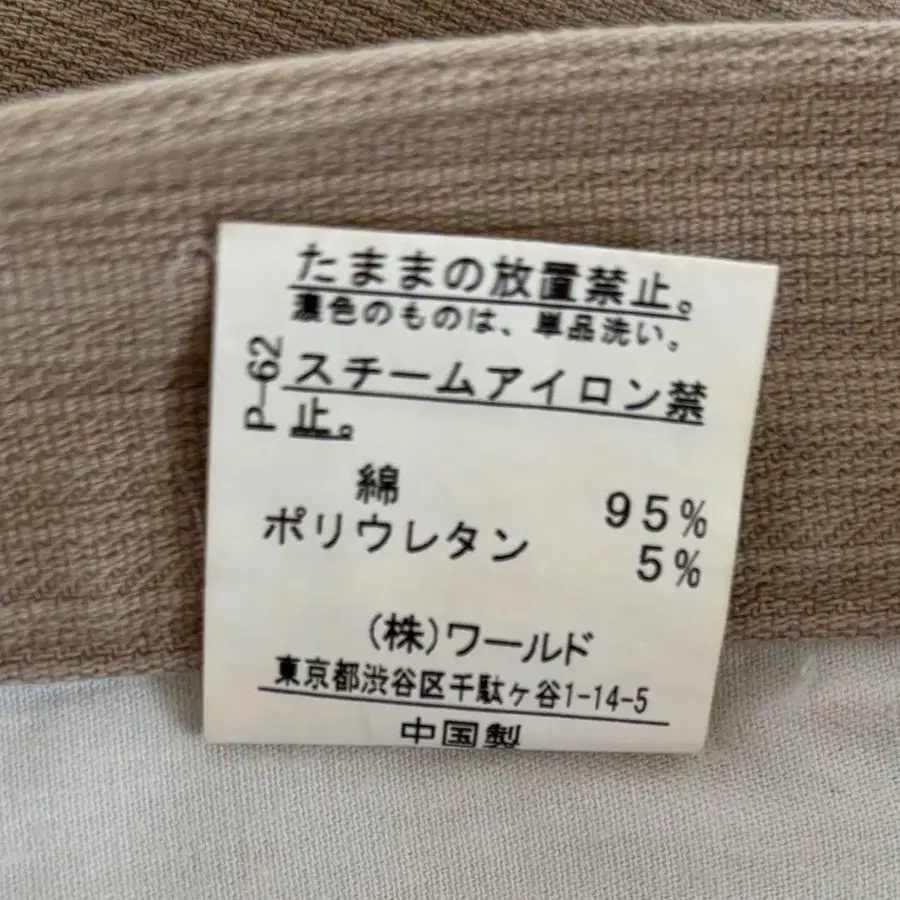 たままの放置禁止。
濃色のものは、単品洗い。
P-62
スチームアイロン禁
止。
綿 95%
ポリウレタン 5%
(株)ワールド
東京都渋谷区千駄ヶ谷1-14-5
中国製